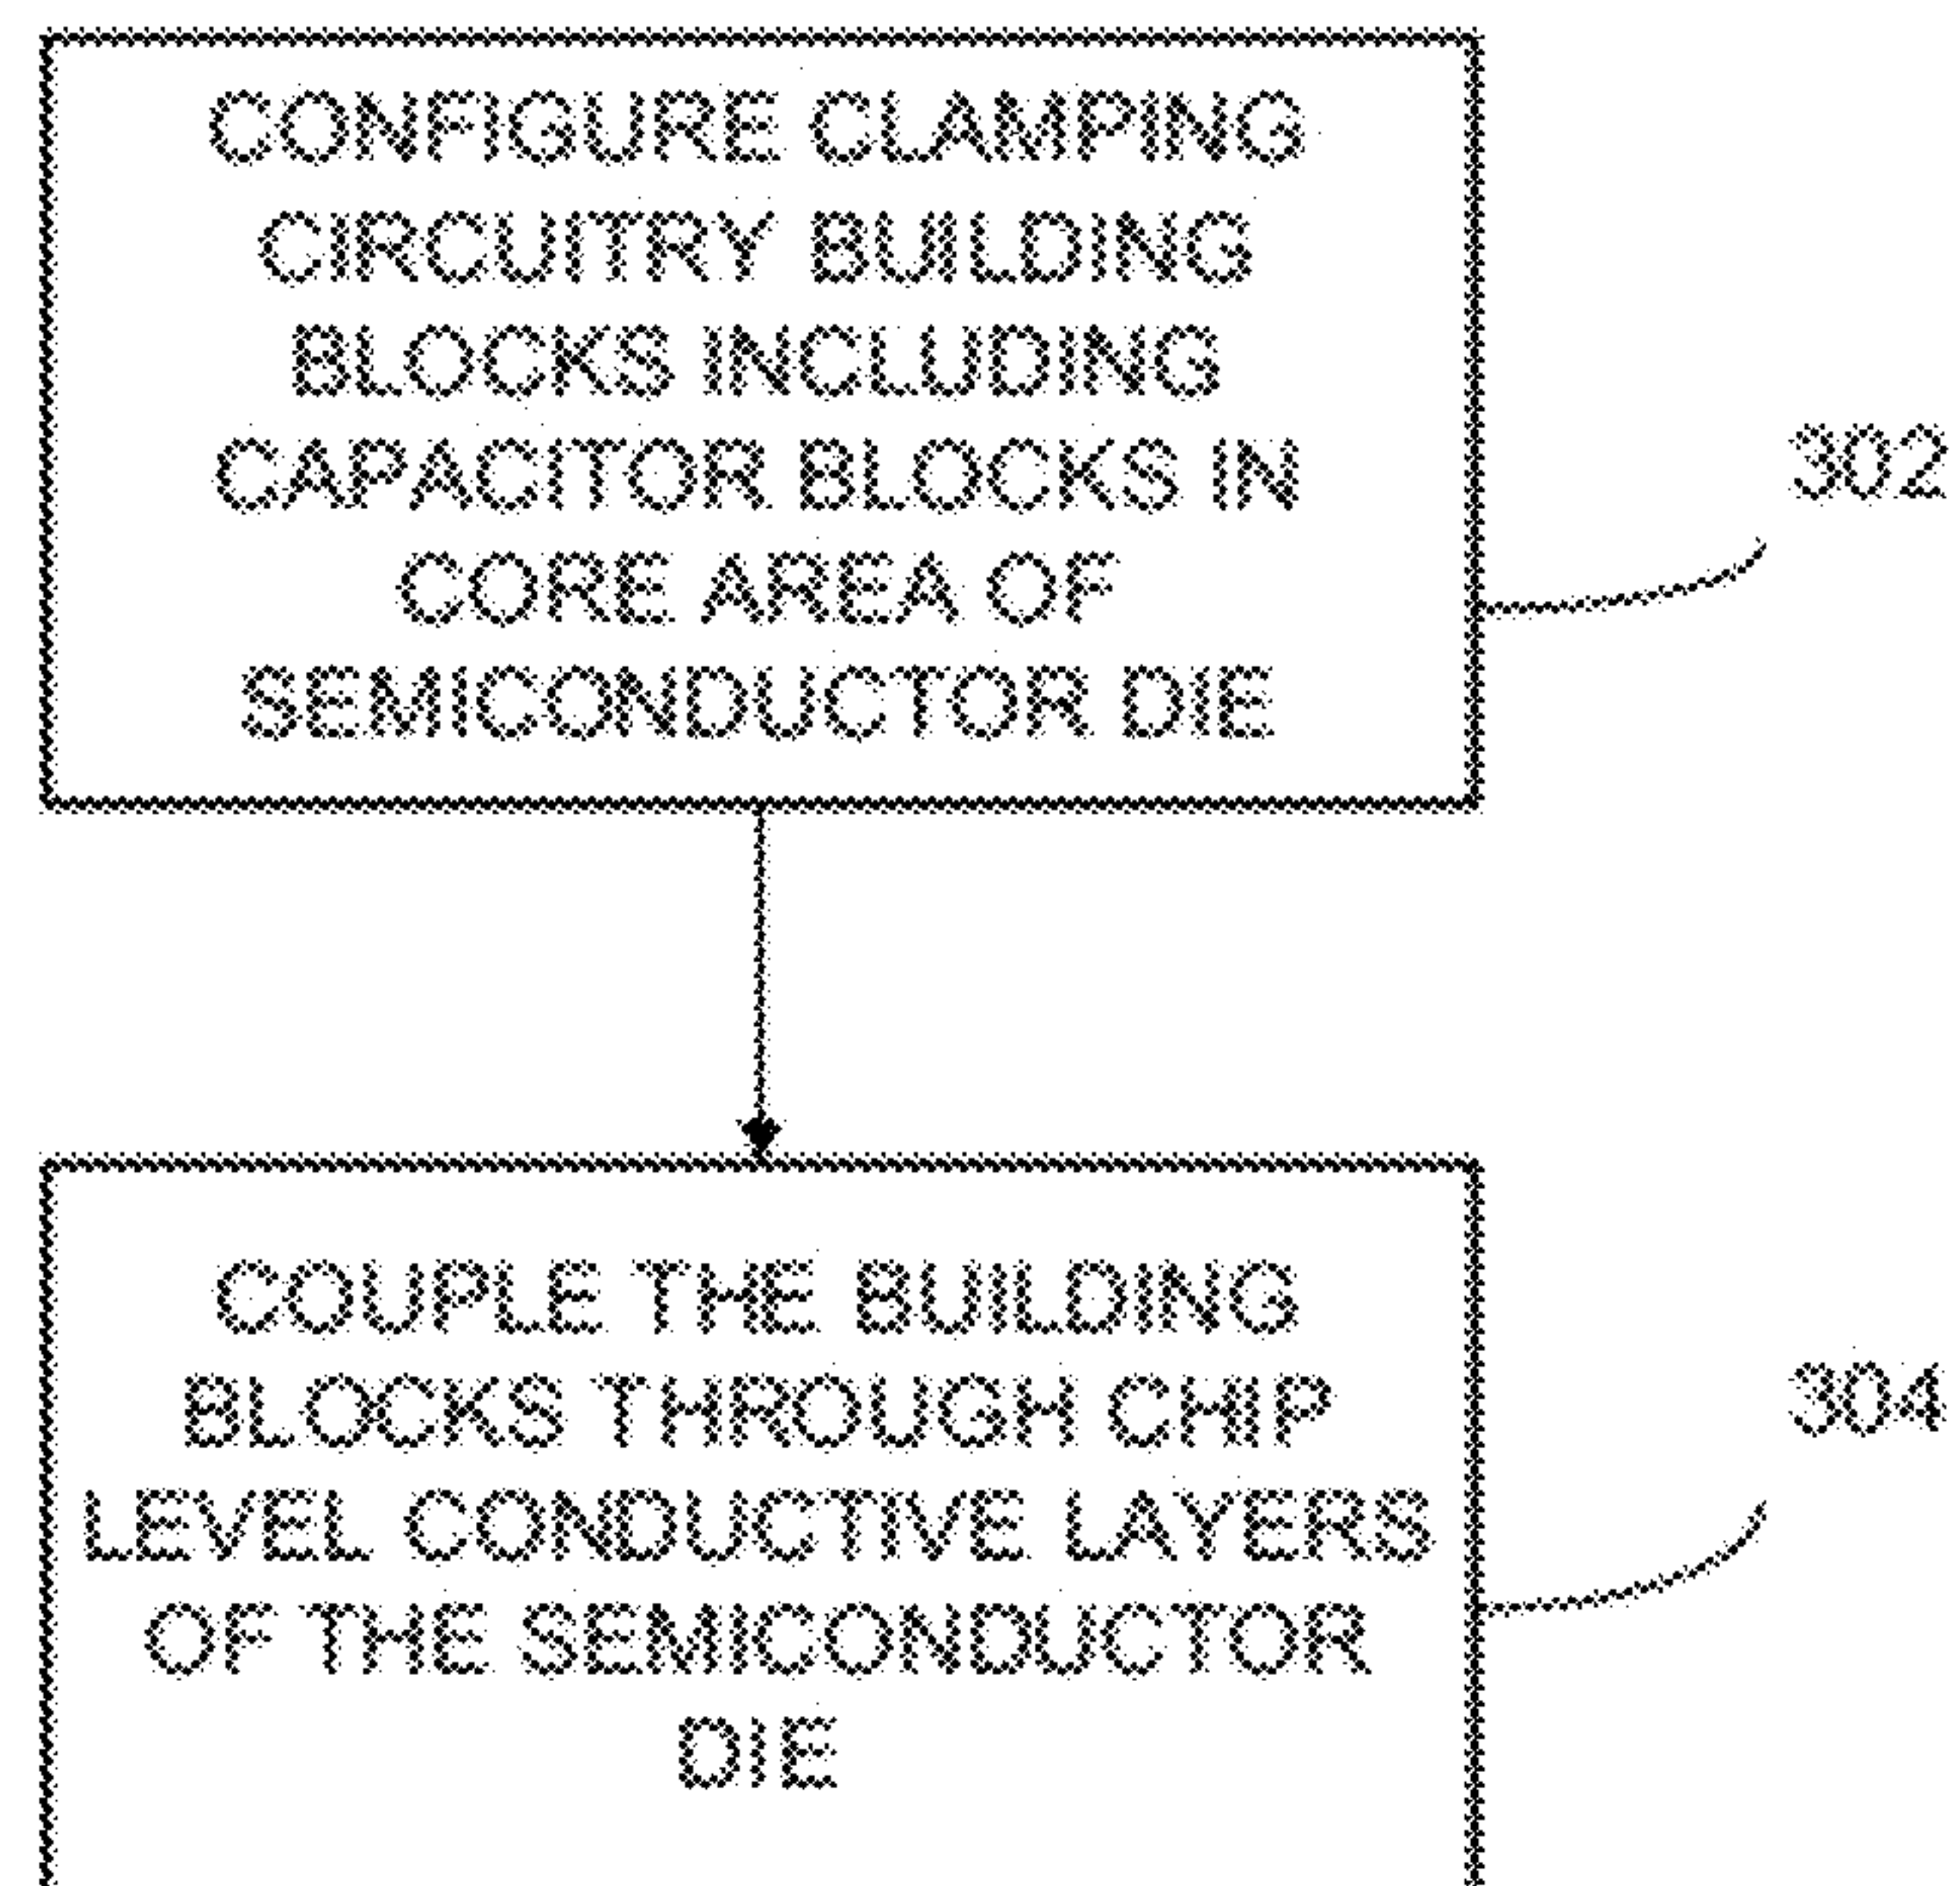 CONFIGURE CLAMPING
CIRCUITRY BUILDING
BLOCKS INCLUDING
CAPACITOR BLOCKS IN
CORE AREA OF
SEMICONDUCTOR DIE
302
COUPLE THE BUILDING
BLOCKS THROUGH CHIP
LEVEL CONDUCTIVE LAYERS
OF THE SEMICONDUCTOR
DIE
304